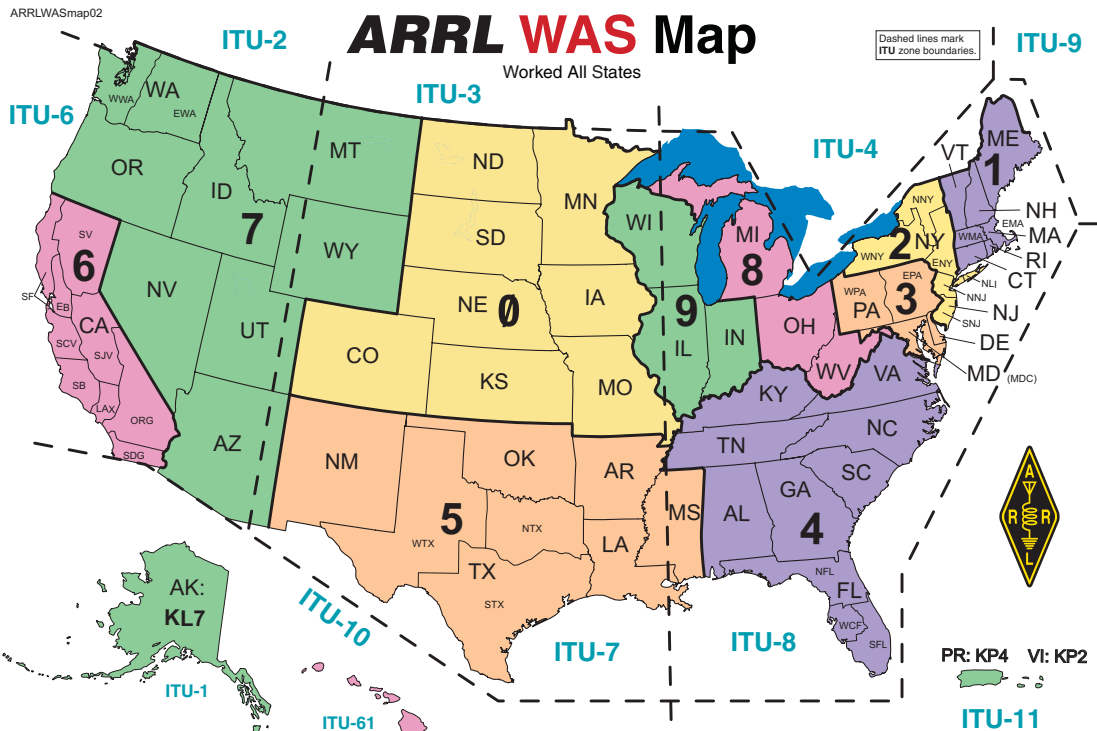 ARRLWASmap02
ARRL WAS Map
Worked All States
Dashed lines mark
ITU zone boundaries.
ITU-2
ITU-3
ITU-4
ITU-6
ITU-9
WA
WWA
EWA
OR
ID
MT
7
WY
NV
UT
AZ
SV
6
SF
EB
CA
SCV
SJV
SB
LAX
ORG
SDG
ND
MN
SD
NE
0
IA
CO
KS
MO
WI
9
IL
IN
MI
8
OH
WV
ME
1
VT
NH
EMA
MA
WMA
RI
CT
NNY
2
NY
WNY
ENY
NLI
NNJ
NJ
SNJ
EPA
WPA
PA
3
DE
MD (MDC)
KY
VA
TN
NC
SC
GA
AL
4
NFL
FL
WCF
SFL
NM
OK
AR
5
NTX
WTX
LA
MS
TX
STX
A
R R
L
AK:
KL7
ITU-1
ITU-10
ITU-61
ITU-7
ITU-8
PR: KP4 VI: KP2
ITU-11